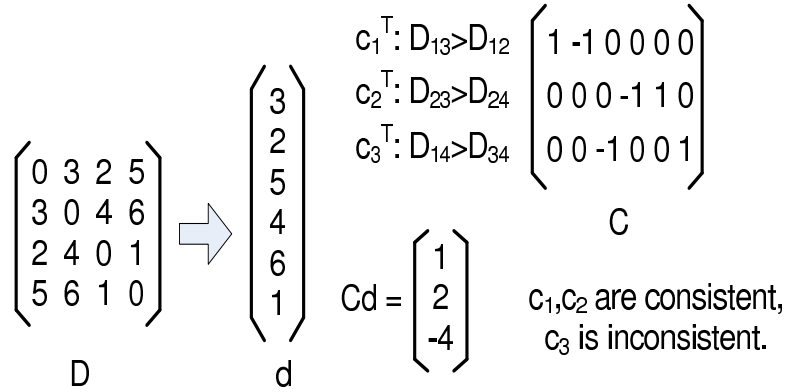 c₁ᵀ: D₁₃>D₁₂
c₂ᵀ: D₂₃>D₂₄
c₃ᵀ: D₁₄>D₃₄
1 -1 0 0 0 0
0 0 0 -1 1 0
0 0 -1 0 0 1
C
0 3 2 5
3 0 4 6
2 4 0 1
5 6 1 0
D
3
2
5
4
6
1
d
Cd =
1
2
-4
c₁,c₂ are consistent,
c₃ is inconsistent.